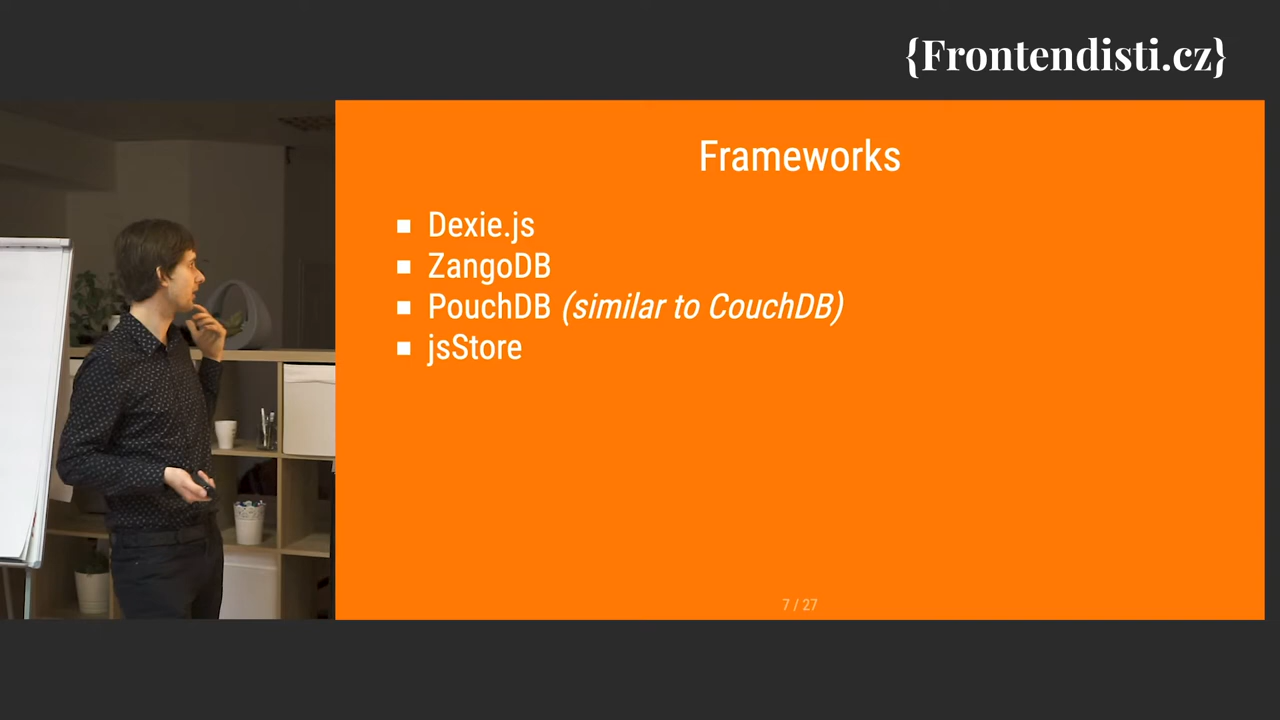 {Frontendisti.cz}
Frameworks
Dexie.js
ZangoDB
PouchDB (similar to CouchDB)
jsStore
7 / 27